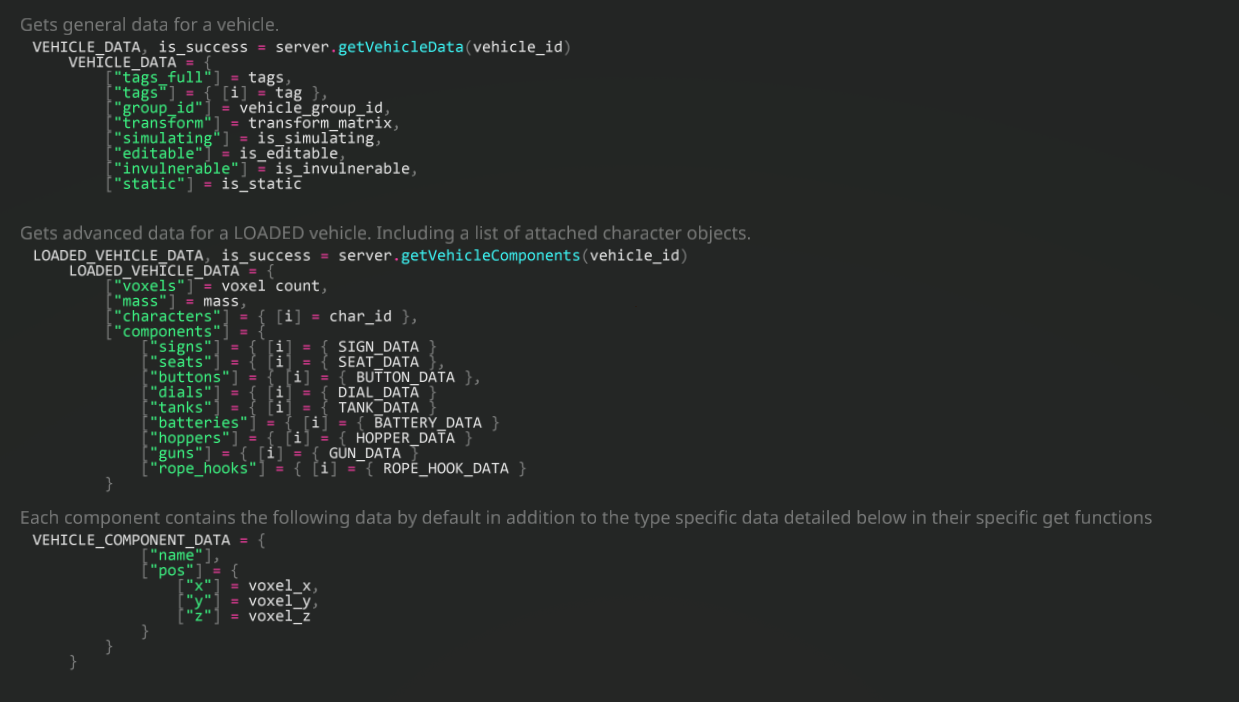 Gets general data for a vehicle.
VEHICLE_DATA, is_success = server.getVehicleData(vehicle_id)
VEHICLE_DATA = {
["tags_full"] = tags,
["tags"] = { [i] = tag },
["group_id"] = vehicle_group_id,
["transform"] = transform_matrix,
["simulating"] = is_simulating,
["editable"] = is_editable,
["invulnerable"] = is_invulnerable,
["static"] = is_static
Gets advanced data for a LOADED vehicle. Including a list of attached character objects.
LOADED_VEHICLE_DATA, is_success = server.getVehicleComponents(vehicle_id)
LOADED_VEHICLE_DATA = {
["voxels"] = voxel count,
["mass"] = mass,
["characters"] = { [i] = char_id },
["components"] = {
["signs"] = { [i] = { SIGN_DATA }
["seats"] = { [i] = { SEAT_DATA },
["buttons"] = { [i] = { BUTTON_DATA },
["dials"] = { [i] = { DIAL_DATA }
["tanks"] = { [i] = { TANK_DATA }
["batteries"] = { [i] = { BATTERY_DATA }
["hoppers"] = { [i] = { HOPPER_DATA }
["guns"] = { [i] = { GUN_DATA }
["rope_hooks"] = { [i] = { ROPE_HOOK_DATA }
}
Each component contains the following data by default in addition to the type specific data detailed below in their specific get functions
VEHICLE_COMPONENT_DATA = {
["name"],
["pos"] = {
["x"] = voxel_x,
["y"] = voxel_y,
["z"] = voxel_z
}
}
}